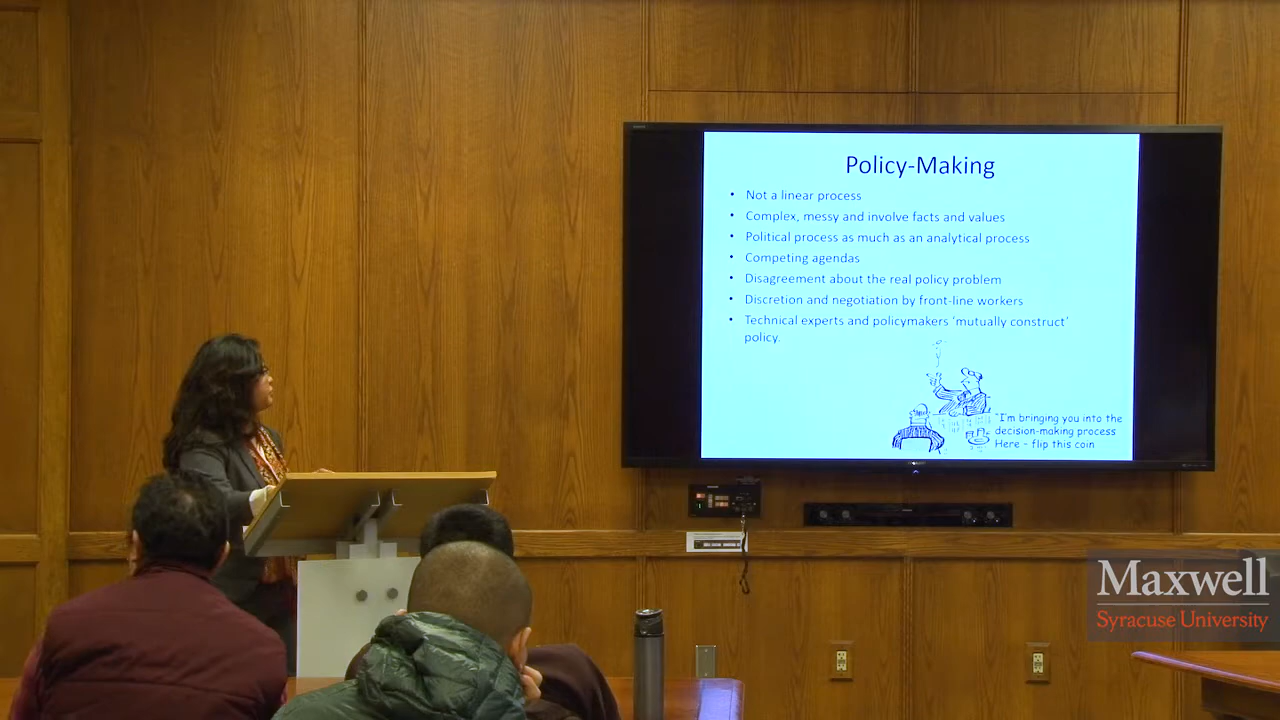 Policy-Making
• Not a linear process
• Complex, messy and involve facts and values
• Political process as much as an analytical process
• Competing agendas
• Disagreement about the real policy problem
• Discretion and negotiation by front-line workers
• Technical experts and policymakers ‘mutually construct’
policy.
"I'm bringing you into the
decision-making process
Here - flip this coin
Maxwell
Syracuse University